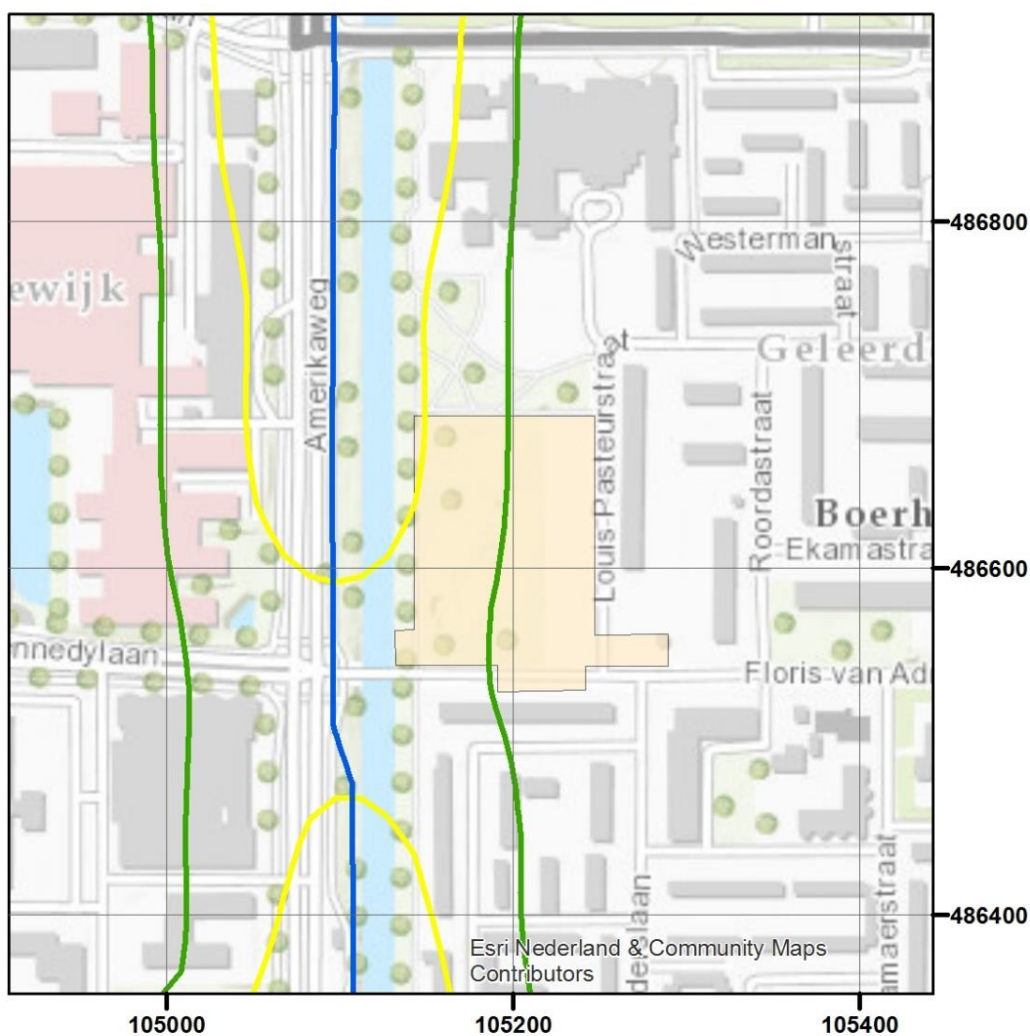 486800
Westerman
straat
ewijk
Amerikaweg
Geleerd
Louis-Pasteurstraat
Roordastraat
Boerh
Ekamastra
486600
nnedylaan
Floris van Ad
486400
amaerstraat
Esri Nederland & Community Maps
Contributors
105000
105200
105400